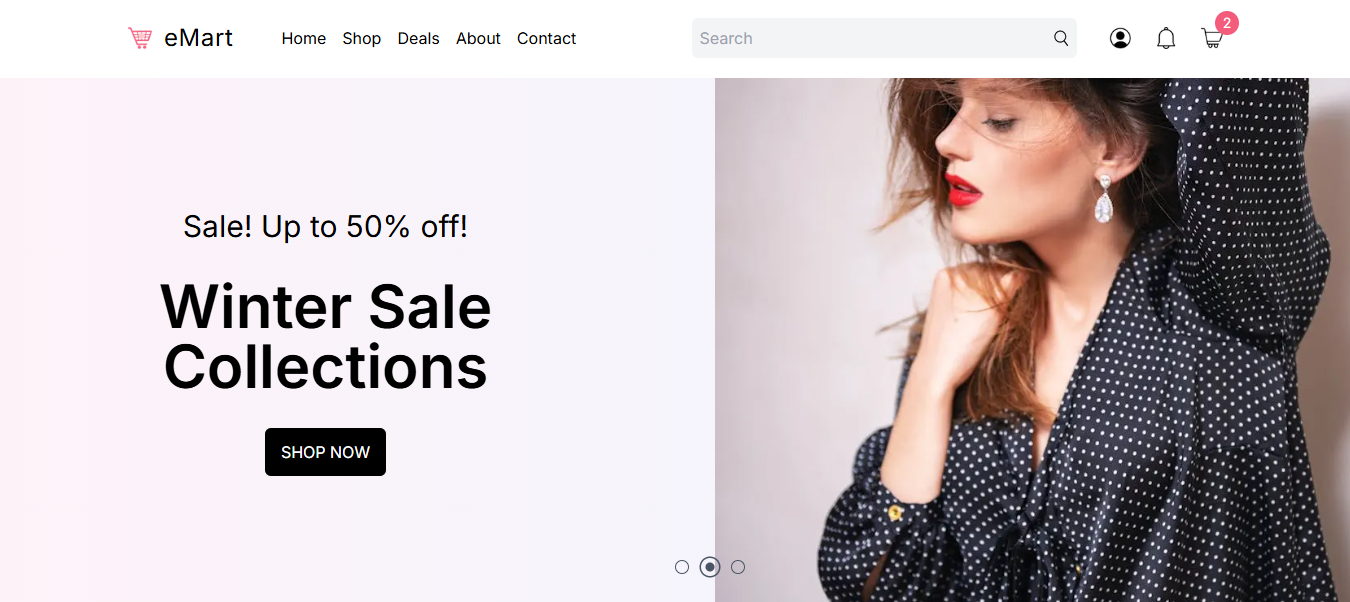 eMart
Home Shop Deals About Contact
Search
2
Sale! Up to 50% off!
Winter Sale
Collections
SHOP NOW